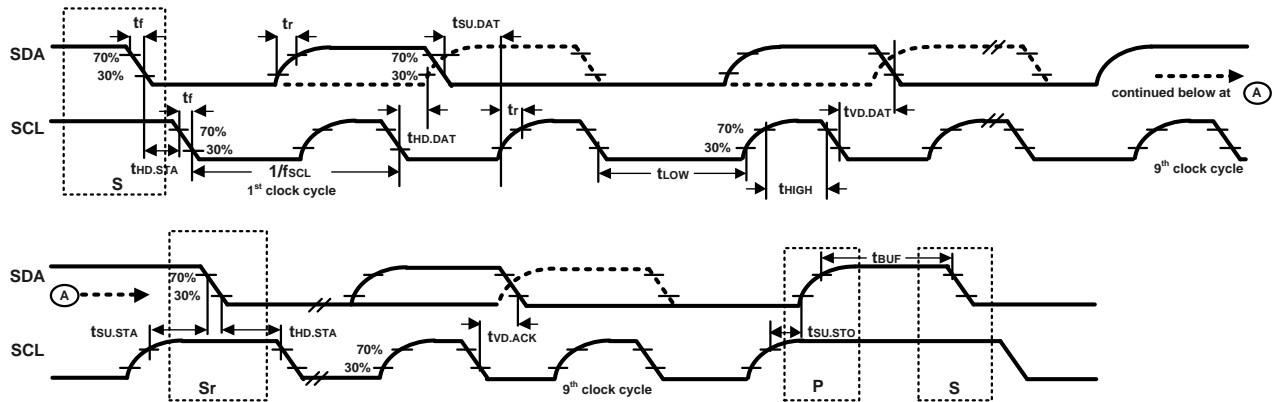 tf tr tSU.DAT
SDA 70% 30% 70% 30%
continued below at A
tf tr tHD.DAT tVD.DAT
SCL 70% 30% 70% 30%
tHD.STA 1/fSCL tLOW tHIGH
S 1st clock cycle 9th clock cycle
SDA 70% 30% tBUF
A
tSU.STA tHD.STA tVD.ACK tSU.STO
SCL 70% 30%
Sr 9th clock cycle P S